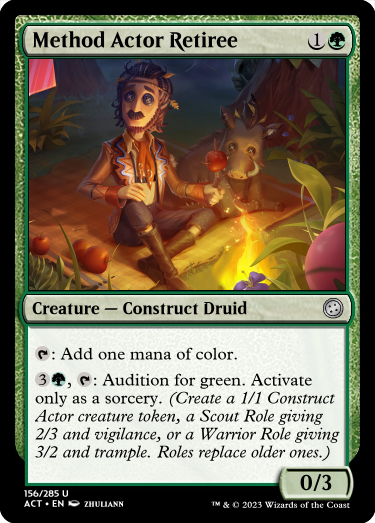 Method Actor Retiree 1
Creature — Construct Druid
: Add one mana of color.
3, : Audition for green. Activate
only as a sorcery. (Create a 1/1 Construct
Actor creature token, a Scout Role giving
2/3 and vigilance, or a Warrior Role giving
3/2 and trample. Roles replace older ones.)
0/3
156/285 U
ACT • EN ZHULIANN
™ & © 2023 Wizards of the Coast